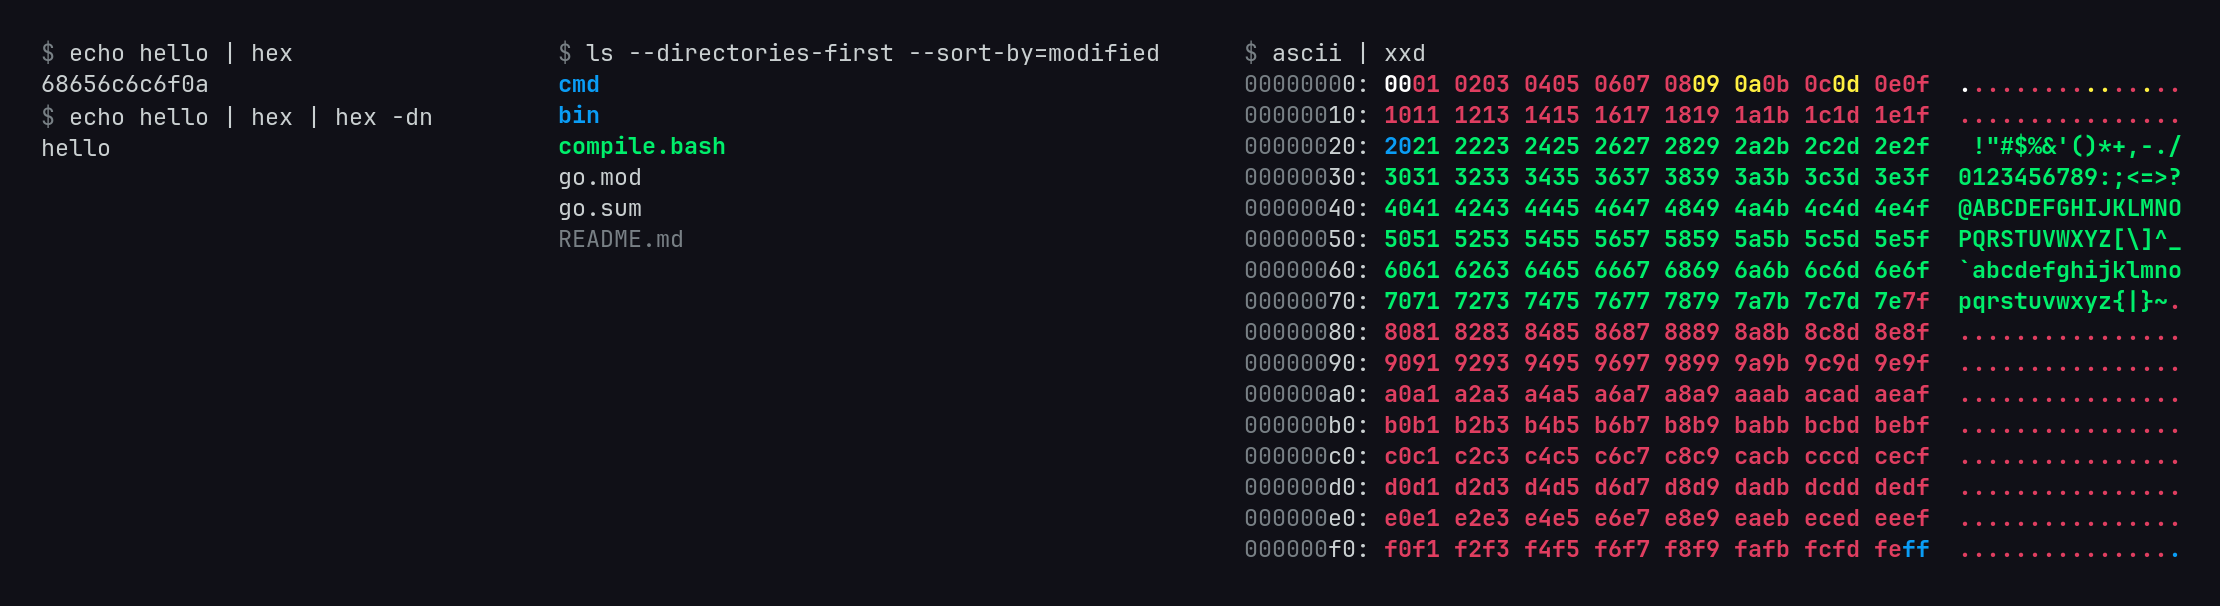 $ echo hello | hex
68656c6c6f0a
$ echo hello | hex | hex -dn
hello
$ ls --directories-first --sort-by=modified
cmd
bin
compile.bash
go.mod
go.sum
README.md
$ ascii | xxd
00000000: 0001 0203 0405 0607 0809 0a0b 0c0d 0e0f  ................
00000010: 1011 1213 1415 1617 1819 1a1b 1c1d 1e1f  ................
00000020: 2021 2223 2425 2627 2829 2a2b 2c2d 2e2f   !"#$%&'()*+,-./
00000030: 3031 3233 3435 3637 3839 3a3b 3c3d 3e3f  0123456789:;<=>?
00000040: 4041 4243 4445 4647 4849 4a4b 4c4d 4e4f  @ABCDEFGHIJKLMNO
00000050: 5051 5253 5455 5657 5859 5a5b 5c5d 5e5f  PQRSTUVWXYZ[\]^_
00000060: 6061 6263 6465 6667 6869 6a6b 6c6d 6e6f  `abcdefghijklmno
00000070: 7071 7273 7475 7677 7879 7a7b 7c7d 7e7f  pqrstuvwxyz{|}~.
00000080: 8081 8283 8485 8687 8889 8a8b 8c8d 8e8f  ................
00000090: 9091 9293 9495 9697 9899 9a9b 9c9d 9e9f  ................
000000a0: a0a1 a2a3 a4a5 a6a7 a8a9 aaab acad aeaf  ................
000000b0: b0b1 b2b3 b4b5 b6b7 b8b9 babb bcbd bebf  ................
000000c0: c0c1 c2c3 c4c5 c6c7 c8c9 cacb cccd cecf  ................
000000d0: d0d1 d2d3 d4d5 d6d7 d8d9 dadb dcdd dedf  ................
000000e0: e0e1 e2e3 e4e5 e6e7 e8e9 eaeb eced eeef  ................
000000f0: f0f1 f2f3 f4f5 f6f7 f8f9 fafb fcfd feff  ................